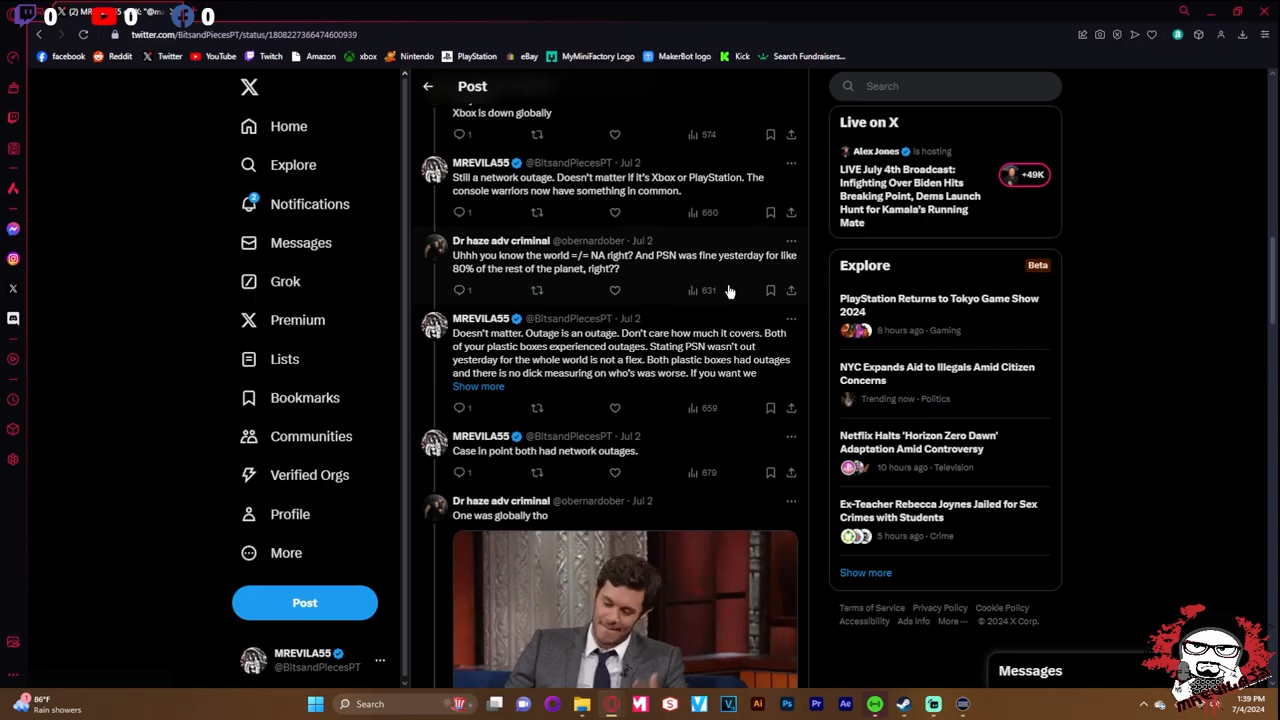 0 0 0
(2) MR
twitter.com/BitsandPiecesPT/status/1808227366474600939
facebook Reddit Twitter YouTube Twitch Amazon xbox Nintendo PlayStation eBay MyMiniFactory Logo MakerBot Logo Kick Search Fundraisers...
Home
Explore
2
Notifications
Messages
Grok
Premium
Lists
Bookmarks
Communities
Verified Orgs
Profile
More
Post
MREVILA55
@BitsandPiecesPT
Post
Xbox is down globally
1 574
MREVILA55 @BitsandPiecesPT · Jul 2
Still a network outage. Doesn't matter if it's Xbox or PlayStation. The
console warriors now have something in common.
1 660
Dr haze adv criminal @obernardober · Jul 2
Uhhh you know the world =/= NA right? And PSN was fine yesterday for like
80% of the rest of the planet, right??
1 631
MREVILA55 @BitsandPiecesPT · Jul 2
Doesn't matter. Outage is an outage. Don't care how much it covers. Both
of your plastic boxes experienced outages. Stating PSN wasn't out
yesterday for the whole world is not a flex. Both plastic boxes had outages
and there is no dick measuring on who's was worse. If you want we
Show more
1 659
MREVILA55 @BitsandPiecesPT · Jul 2
Case in point both had network outages.
1 679
Dr haze adv criminal @obernardober · Jul 2
One was globally tho
Search
Live on X
Alex Jones is hosting
LIVE July 4th Broadcast:
Infighting Over Biden Hits
Breaking Point, Dems Launch
Hunt for Kamala's Running
Mate
+49K
Explore
Beta
PlayStation Returns to Tokyo Game Show
2024
8 hours ago · Gaming
NYC Expands Aid to Illegals Amid Citizen
Concerns
Trending now · Politics
Netflix Halts 'Horizon Zero Dawn'
Adaptation Amid Controversy
10 hours ago · Television
Ex-Teacher Rebecca Joynes Jailed for Sex
Crimes with Students
5 hours ago · Crime
Show more
Terms of Service Privacy Policy Cookie Policy
Accessibility Ads info More ··· © 2024 X Corp.
Messages
1
86°F
Rain showers
Search
1:39 PM
7/4/2024